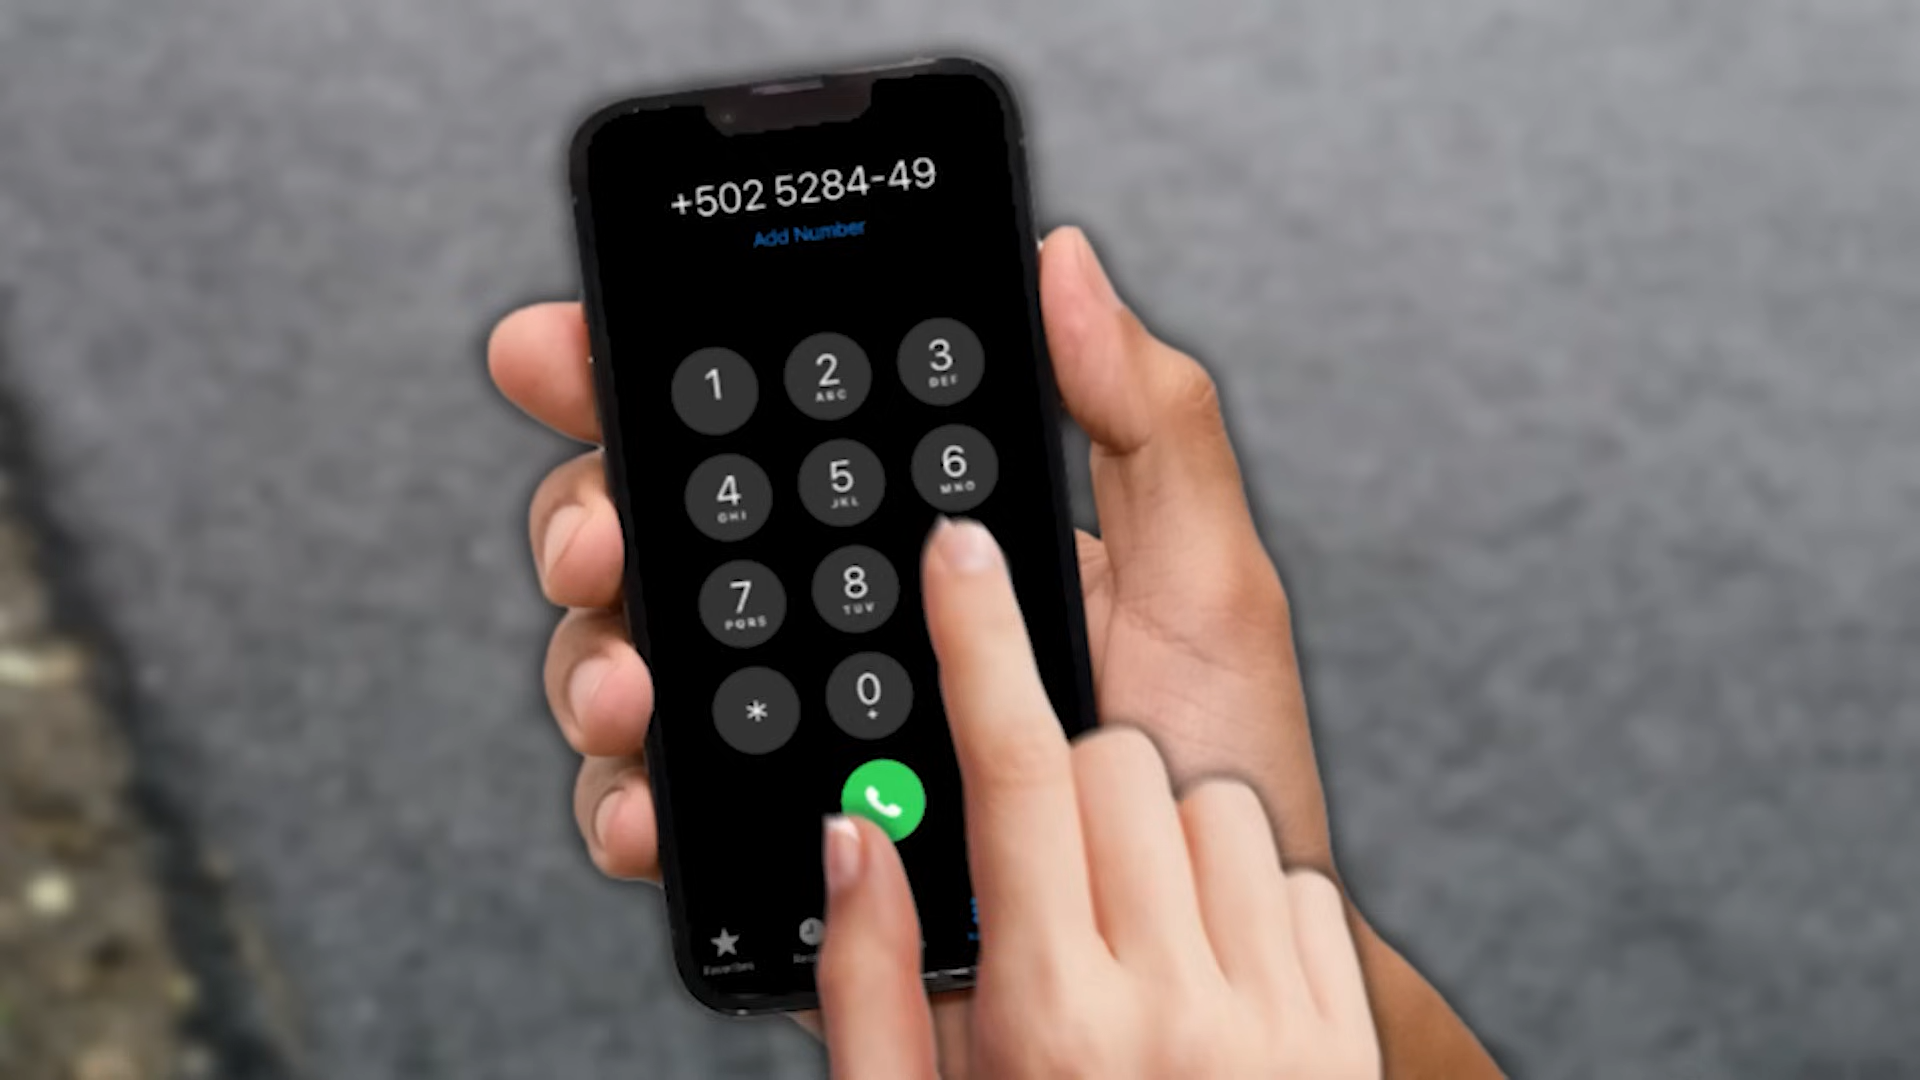 +502 5284-49
Add Number
1
2
ABC
3
DEF
4
GHI
5
JKL
6
MNO
7
PQRS
8
TUV
*
0
+
Favorites